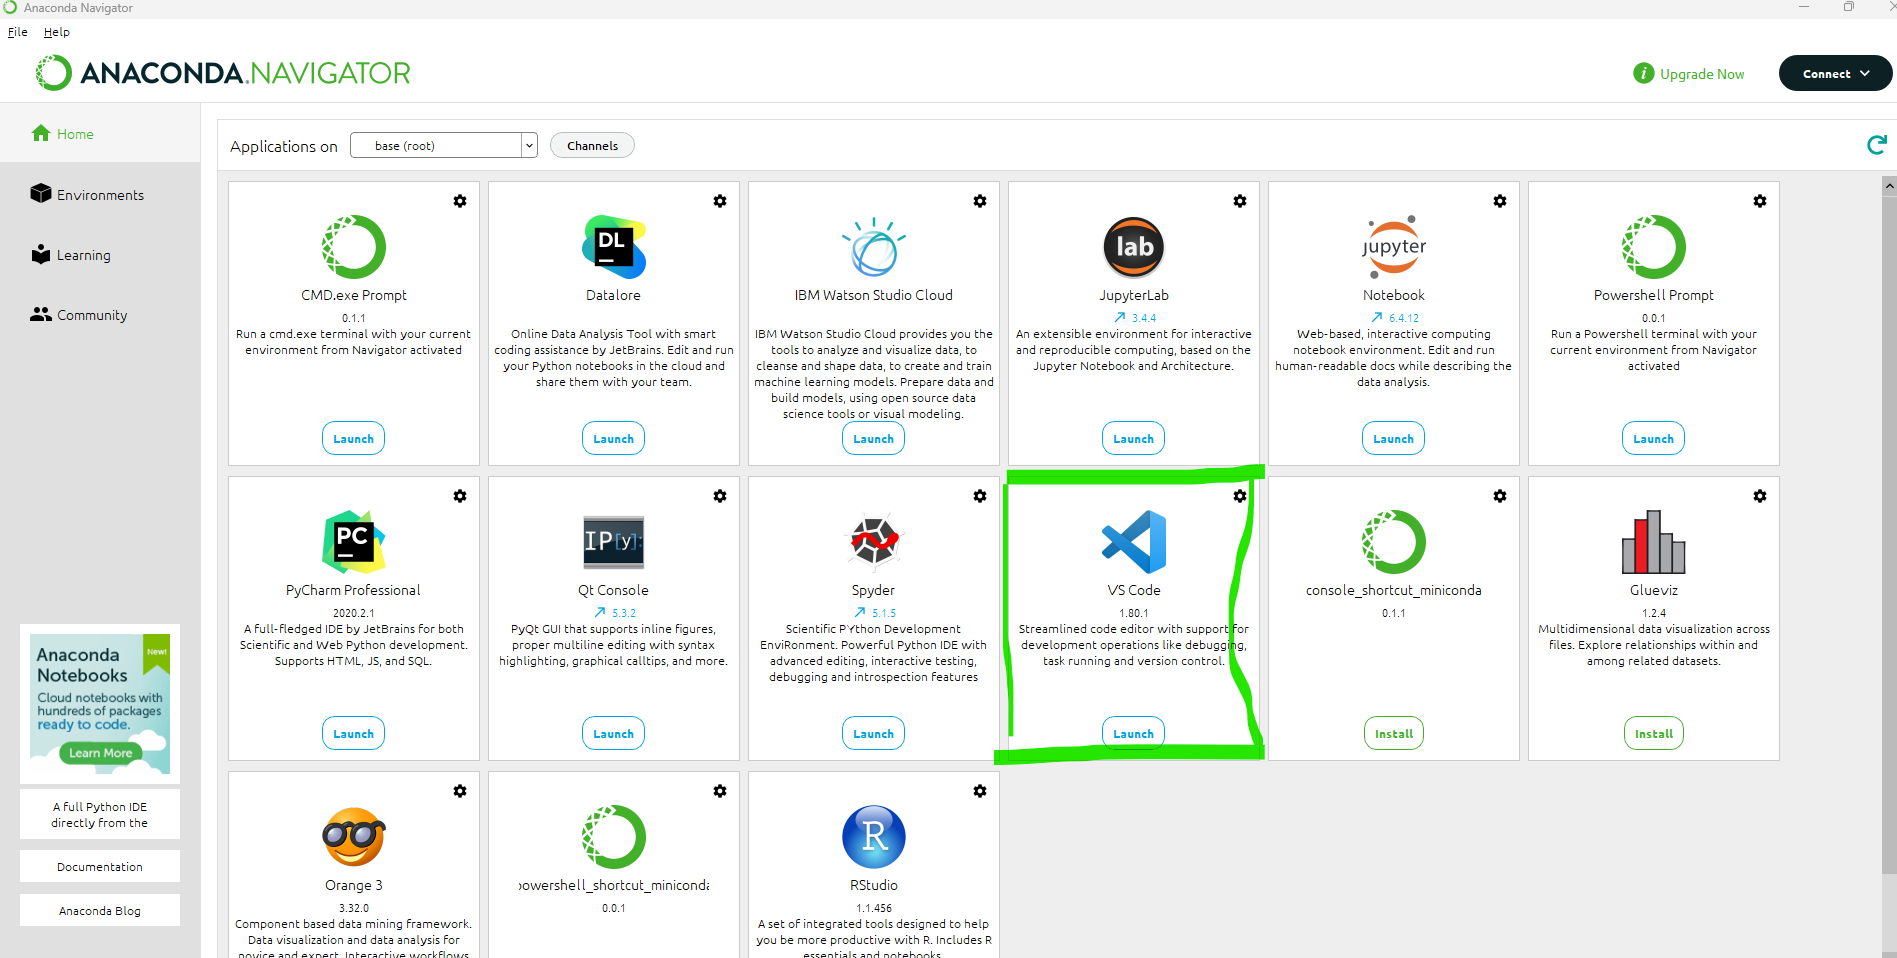 Anaconda Navigator
File Help
ANACONDA.NAVIGATOR
Upgrade Now
Connect
Home
Environments
Learning
Community
Applications on
base (root)
Channels
CMD.exe Prompt
0.1.1
Run a cmd.exe terminal with your current
environment from Navigator activated
Launch
DL
Datalore
Online Data Analysis Tool with smart
coding assistance by JetBrains. Edit and run
your Python notebooks in the cloud and
share them with your team.
Launch
IBM Watson Studio Cloud
IBM Watson Studio Cloud provides you the
tools to analyze and visualize data, to
cleanse and shape data, to create and train
machine learning models. Prepare data and
build models, using open source data
science tools or visual modeling.
Launch
lab
JupyterLab
3.4.4
An extensible environment for interactive
and reproducible computing, based on the
Jupyter Notebook and Architecture.
Launch
jupyter
Notebook
6.4.12
Web-based, interactive computing
notebook environment. Edit and run
human-readable docs while describing the
data analysis.
Launch
Powershell Prompt
0.0.1
Run a Powershell terminal with your
current environment from Navigator
activated
Launch
PC
PyCharm Professional
2020.2.1
A full-fledged IDE by JetBrains for both
Scientific and Web Python development.
Supports HTML, JS, and SQL.
Launch
IP[y]:
Qt Console
5.3.2
PyQt GUI that supports inline figures,
proper multiline editing with syntax
highlighting, graphical calltips, and more.
Launch
Spyder
5.1.5
Scientific PYthon Development
EnviRonment. Powerful Python IDE with
advanced editing, interactive testing,
debugging and introspection features
Launch
VS Code
1.80.1
Streamlined code editor with support for
development operations like debugging,
task running and version control.
Launch
console_shortcut_miniconda
0.1.1
Install
Glueviz
1.2.4
Multidimensional data visualization across
files. Explore relationships within and
among related datasets.
Install
Orange 3
3.32.0
Component based data mining framework.
Data visualization and data analysis for
novice and expert. Interactive workflows
powershell_shortcut_miniconda
0.0.1
R
RStudio
1.1.456
A set of integrated tools designed to help
you be more productive with R. Includes R
essentials and notebooks.
Anaconda
Notebooks
New!
Cloud notebooks with
hundreds of packages
ready to code.
Learn More
A full Python IDE
directly from the
Documentation
Anaconda Blog